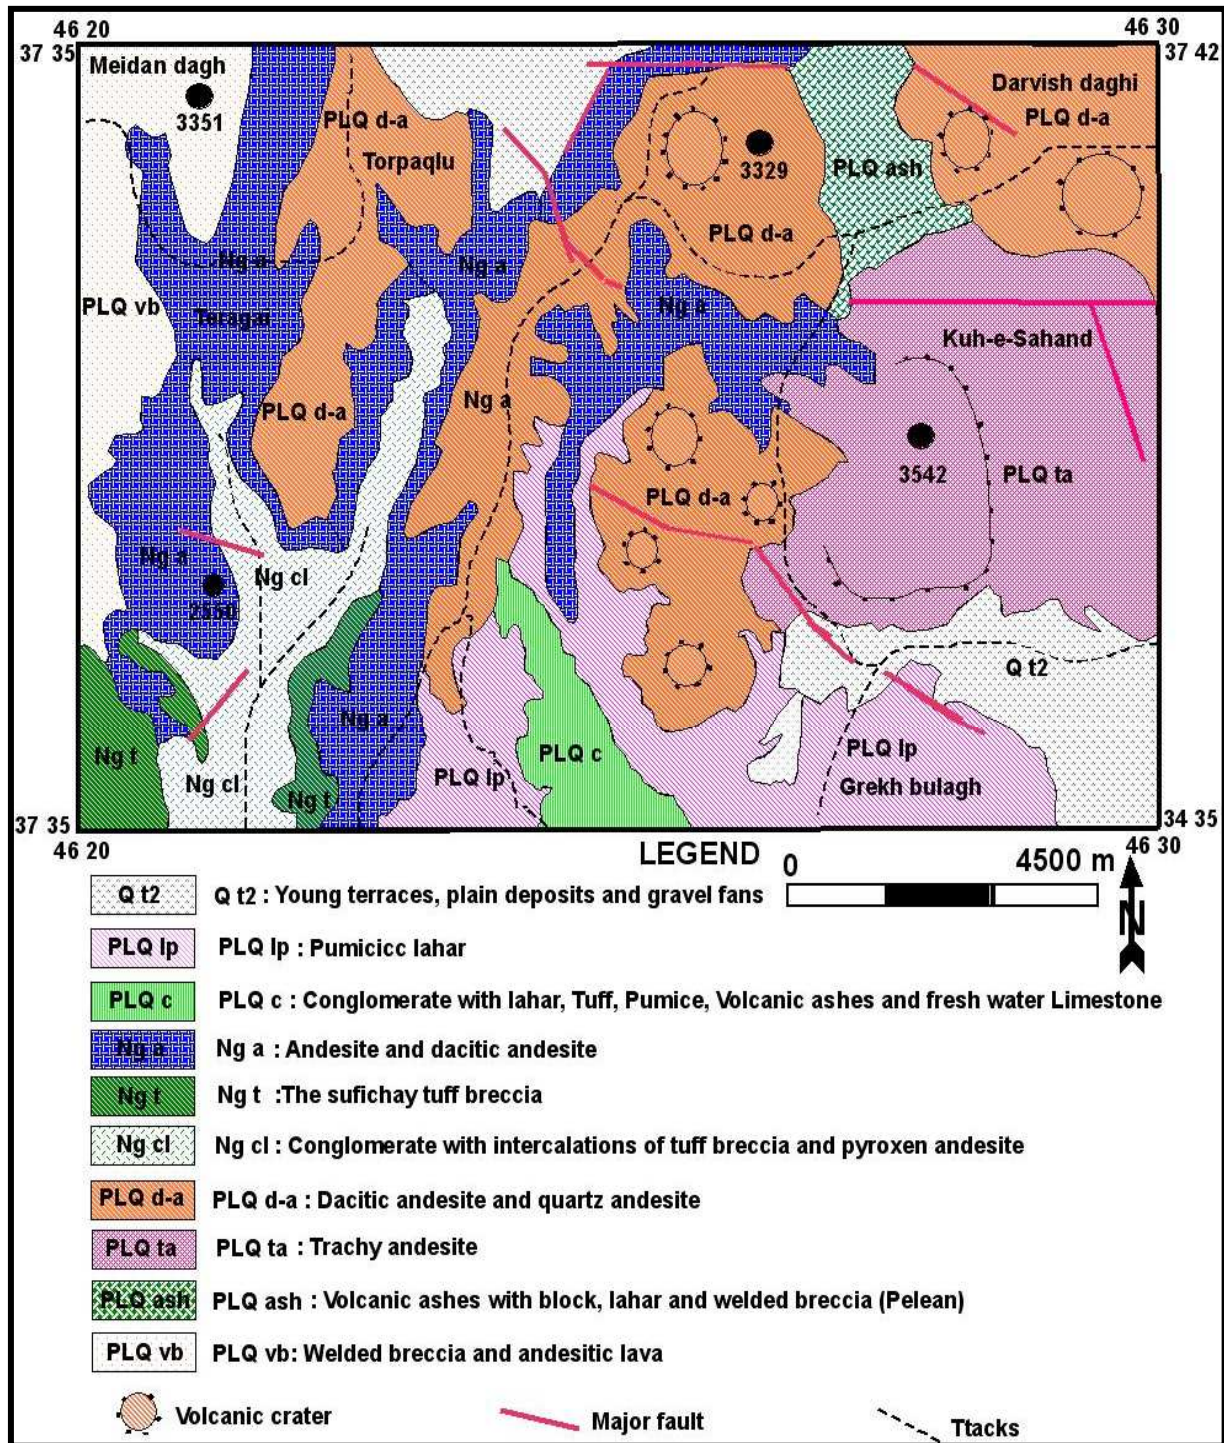 46 20
46 30
37 35
37 42
Meidan dagh
3351
PLQ d-a
Torpaqlu
Darvish daghi
PLQ d-a
3329
PLQ ash
PLQ d-a
Ng a
Ng a
PLQ vb
Teragai
Ng a
Kuh-e-Sahand
PLQ d-a
Ng a
3542
PLQ ta
PLQ d-a
Ng a
Ng cl
2550
Q t2
Ng a
Ng t
Ng cl
Ng t
PLQ lp
PLQ c
PLQ lp
Grekh bulagh
37 35
34 35
46 20
46 30
LEGEND
0 4500 m
N
Q t2 Q t2 : Young terraces, plain deposits and gravel fans
PLQ lp PLQ lp : Pumicicc lahar
PLQ c PLQ c : Conglomerate with lahar, Tuff, Pumice, Volcanic ashes and fresh water Limestone
Ng a Ng a : Andesite and dacitic andesite
Ng t Ng t :The sufichay tuff breccia
Ng cl Ng cl : Conglomerate with intercalations of tuff breccia and pyroxen andesite
PLQ d-a PLQ d-a : Dacitic andesite and quartz andesite
PLQ ta PLQ ta : Trachy andesite
PLQ ash PLQ ash : Volcanic ashes with block, lahar and welded breccia (Pelean)
PLQ vb PLQ vb: Welded breccia and andesitic lava
Volcanic crater
Major fault
Ttacks